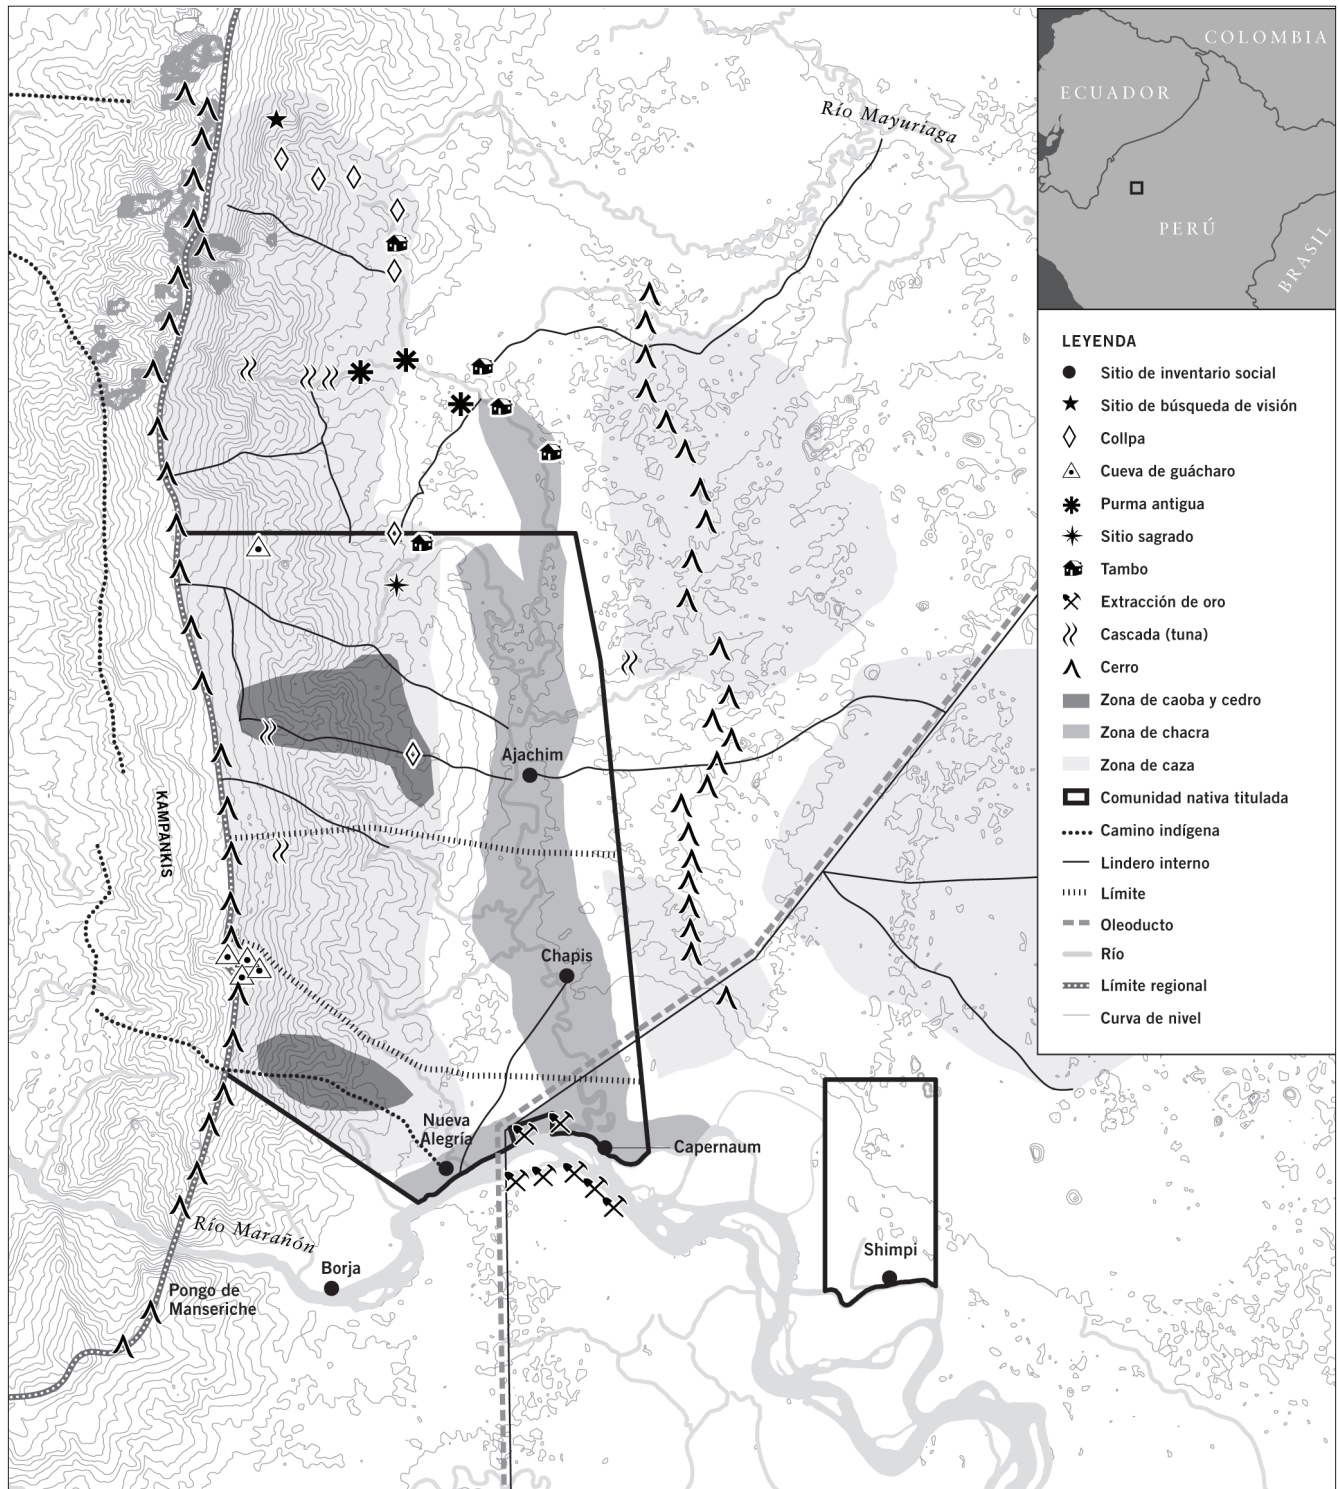 COLOMBIA
ECUADOR
PERÚ
BRASIL
Río Mayuriaga
LEYENDA
Sitio de inventario social
Sitio de búsqueda de visión
Collpa
Cueva de guácharo
Purma antigua
Sitio sagrado
Tambo
Extracción de oro
Cascada (tuna)
Cerro
Zona de caoba y cedro
Zona de chacra
Zona de caza
Comunidad nativa titulada
Camino indígena
Lindero interno
Límite
Oleoducto
Río
Límite regional
Curva de nivel
Ajachim
KAMPANKIS
Chapis
Nueva
Alegría
Capernaum
Río Marañón
Shimpi
Borja
Pongo de
Manseriche